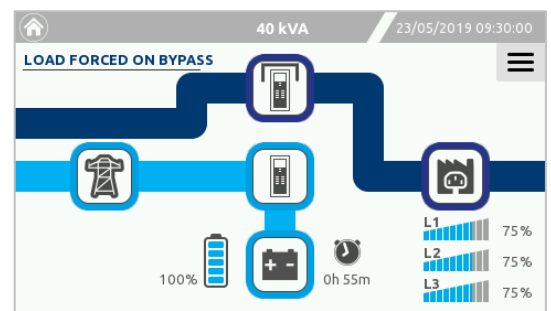 40 kVA
23/05/2019 09:30:00
LOAD FORCED ON BYPASS
L1
75%
L2
75%
100%
0h 55m
L3
75%